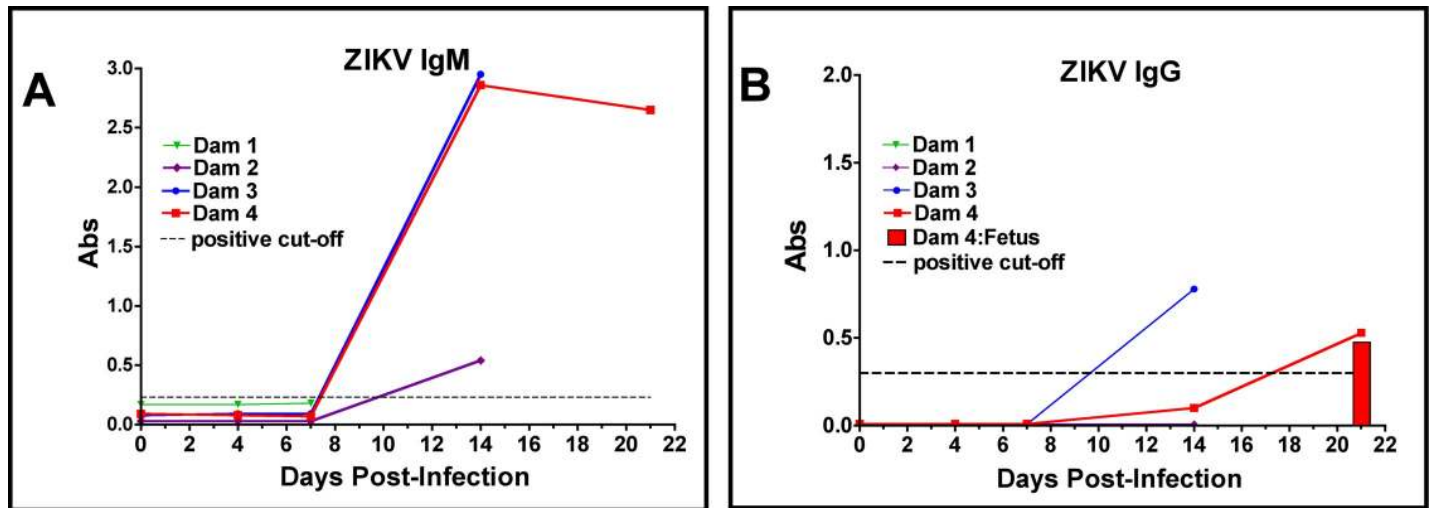 A
ZIKV IgM
3.0
2.5
2.0
1.5
1.0
0.5
0.0
Abs
Dam 1
Dam 2
Dam 3
Dam 4
positive cut-off
0 2 4 6 8 10 12 14 16 18 20 22
Days Post-Infection
B
ZIKV IgG
2.0
1.5
1.0
0.5
0.0
Abs
Dam 1
Dam 2
Dam 3
Dam 4
Dam 4:Fetus
positive cut-off
0 2 4 6 8 10 12 14 16 18 20 22
Days Post-Infection